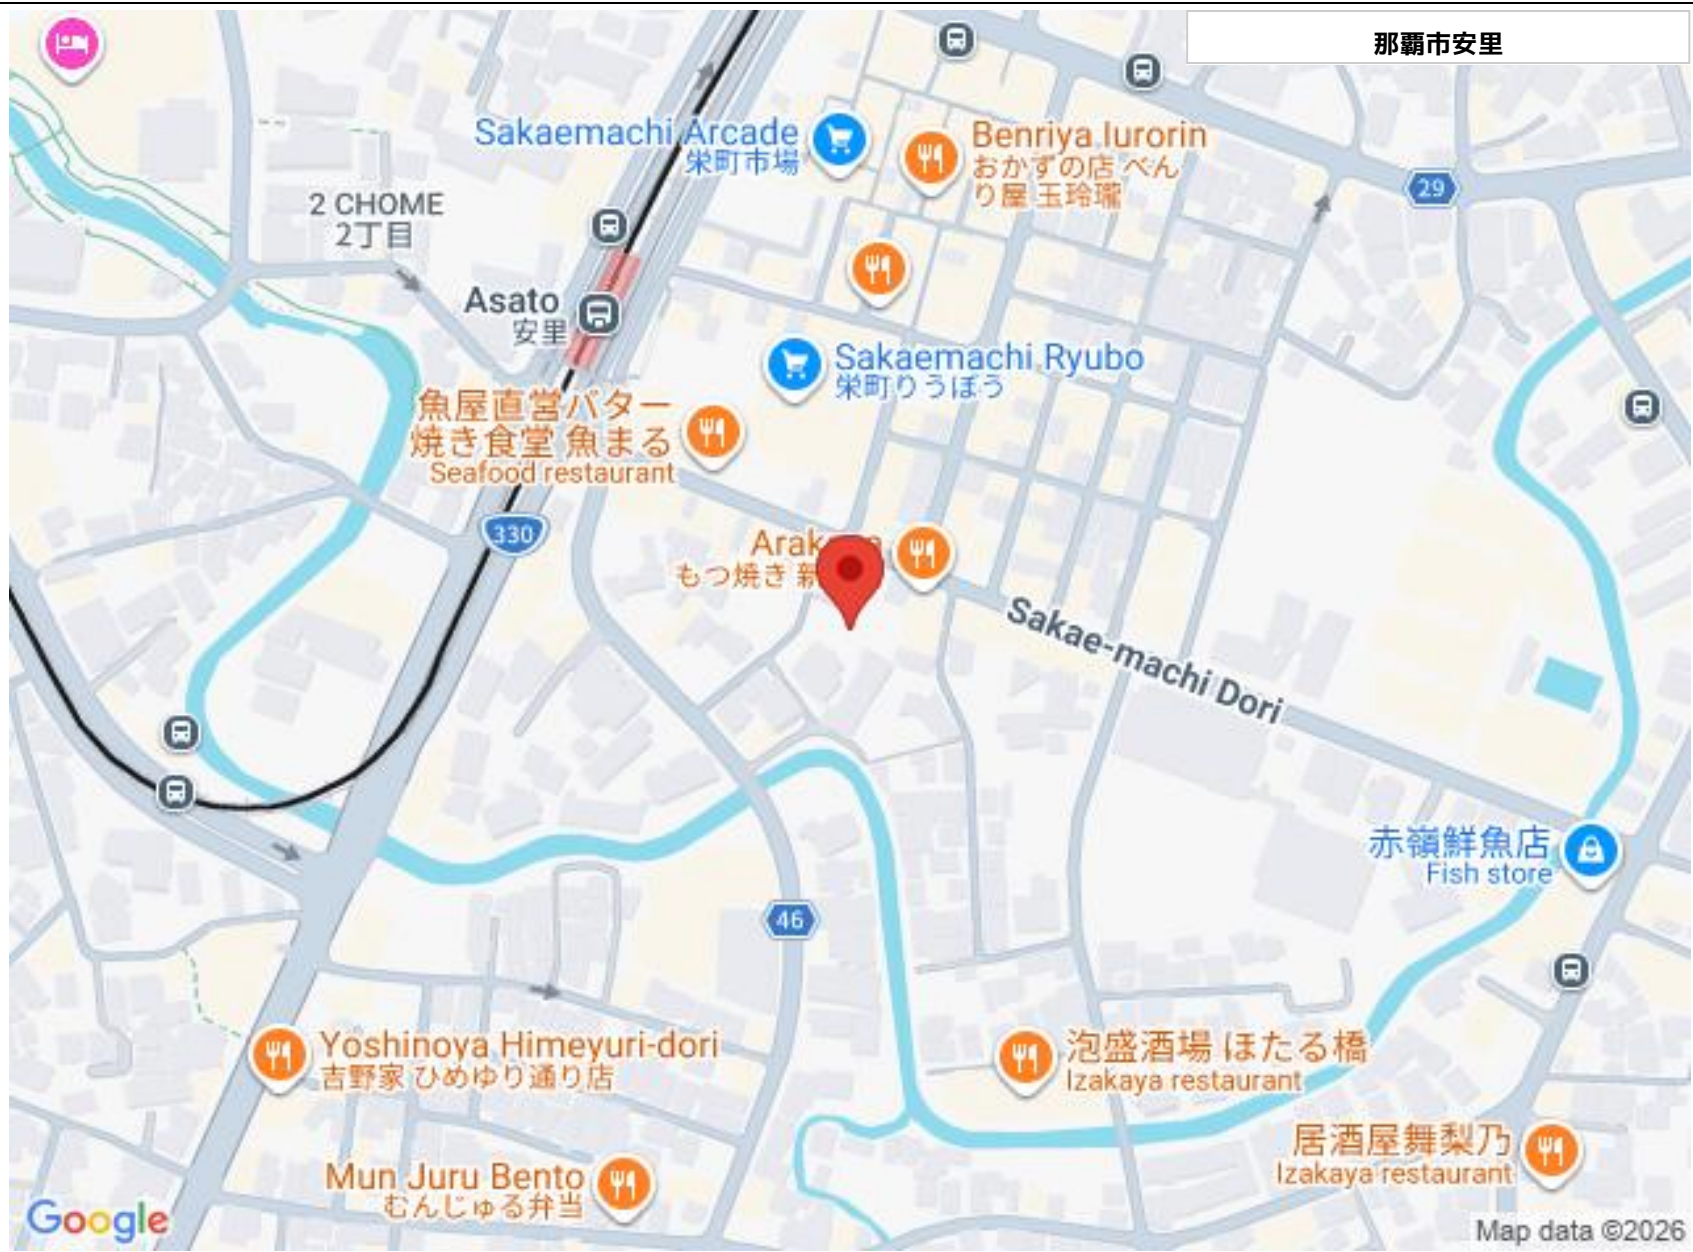 那覇市安里
Sakaemachi Arcade
栄町市場
Benriya Iurorin
おかずの店 べん
り屋 玉玲瓏
29
2 CHOME
2丁目
Asato
安里
Sakaemachi Ryubo
栄町りうぼう
魚屋直営バター
焼き食堂 魚まる
Seafood restaurant
330
もつ焼き
Sakae-machi Dori
赤嶺鮮魚店
Fish store
46
Yoshinoya Himeyuri-dori
吉野家 ひめゆり通り店
泡盛酒場 ほたる橋
Izakaya restaurant
居酒屋舞梨乃
Izakaya restaurant
Mun Juru Bento
むんじゅる弁当
Google
Map data ©2026